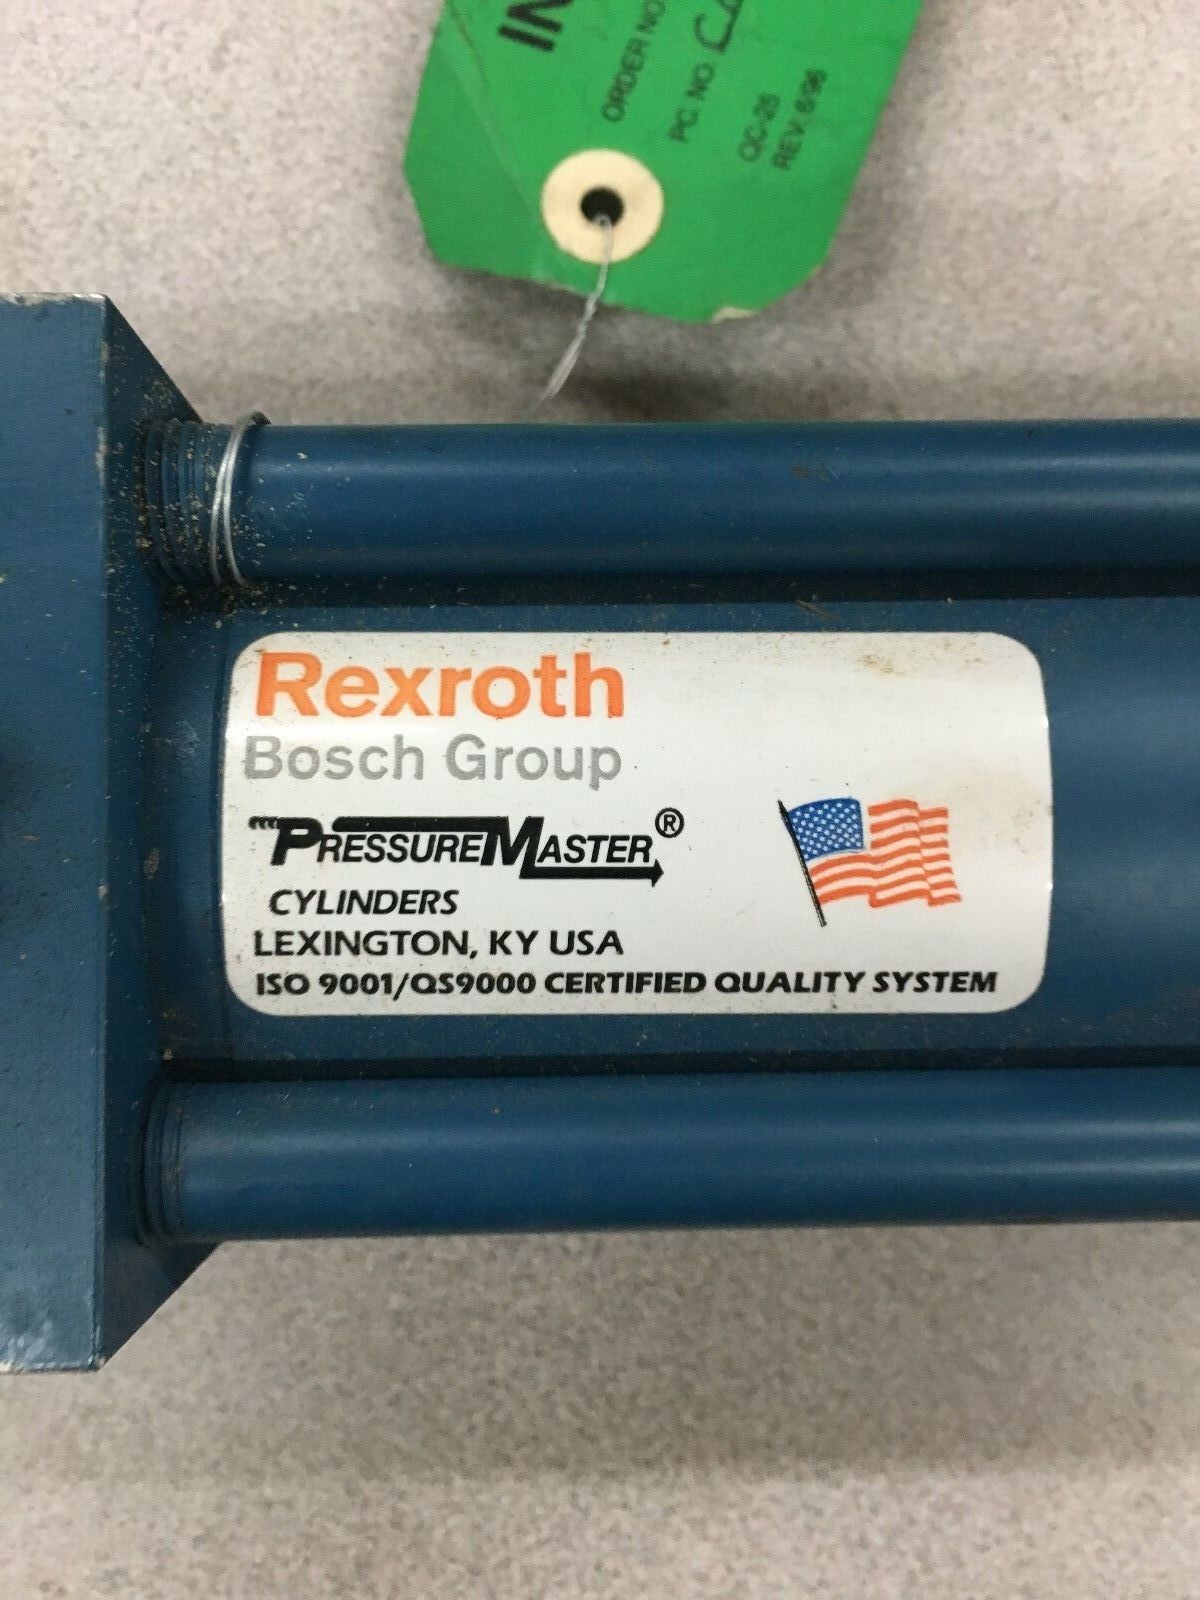 ORDER NO
PC. NO
QC-26
REV. 6/96
Rexroth
Bosch Group
PRESSUREMASTER®
CYLINDERS
LEXINGTON, KY USA
ISO 9001/QS9000 CERTIFIED QUALITY SYSTEM